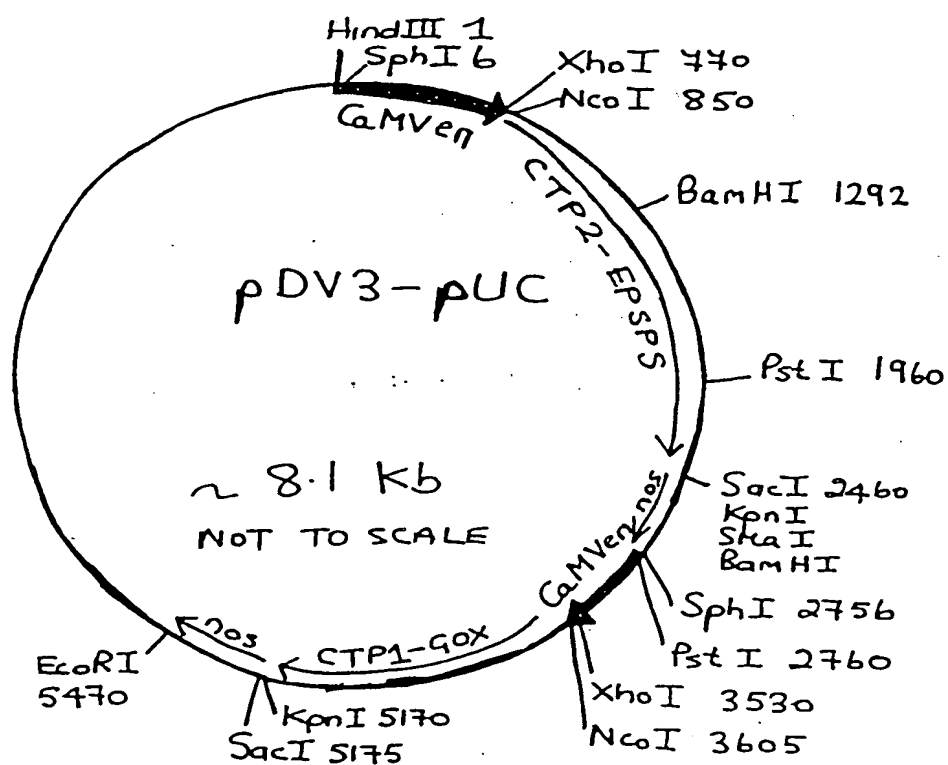 HindIII 1
SphI 6
XhoI 770
NcoI 850
CaMVen
BamHI 1292
CTP2-EPSPS
pDV3-pUC
PstI 1960
~ 8.1 Kb
NOT TO SCALE
SacI 2460
KpnI
SmaI
BamHI
nos
CaMVen
SphI 2756
PstI 2760
XhoI 3530
NcoI 3605
CTP1-GOX
nos
EcoRI
5470
KpnI 5170
SacI 5175